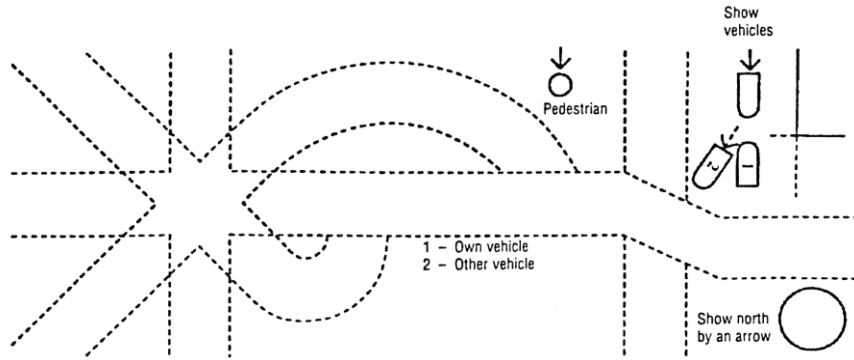 Show
vehicles
Pedestrian
1 – Own vehicle
2 – Other vehicle
Show north
by an arrow